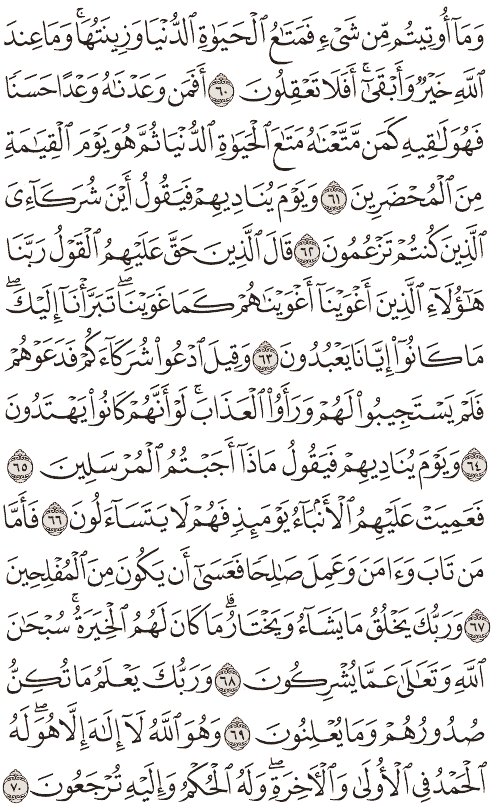 وَمَآ أُوتِيتُم مِّن شَىْءٍ فَمَتَـٰعُ ٱلْحَيَوٰةِ ٱلدُّنْيَا وَزِينَتُهَا ۚ وَمَا عِندَ
ٱللَّهِ خَيْرٌ وَأَبْقَىٰٓ ۚ أَفَلَا تَعْقِلُونَ ٦٠ أَفَمَن وَعَدْنَـٰهُ وَعْدًا حَسَنًا
فَهُوَ لَـٰقِيهِ كَمَن مَّتَّعْنَـٰهُ مَتَـٰعَ ٱلْحَيَوٰةِ ٱلدُّنْيَا ثُمَّ هُوَ يَوْمَ ٱلْقِيَـٰمَةِ
مِنَ ٱلْمُحْضَرِينَ ٦١ وَيَوْمَ يُنَادِيهِمْ فَيَقُولُ أَيْنَ شُرَكَآءِىَ
ٱلَّذِينَ كُنتُمْ تَزْعُمُونَ ٦٢ قَالَ ٱلَّذِينَ حَقَّ عَلَيْهِمُ ٱلْقَوْلُ رَبَّنَا
هَـٰٓؤُلَآءِ ٱلَّذِينَ أَغْوَيْنَآ أَغْوَيْنَـٰهُمْ كَمَا غَوَيْنَا ۖ تَبَرَّأْنَآ إِلَيْكَ ۖ
مَا كَانُوٓا۟ إِيَّانَا يَعْبُدُونَ ٦٣ وَقِيلَ ٱدْعُوا۟ شُرَكَآءَكُمْ فَدَعَوْهُمْ
فَلَمْ يَسْتَجِيبُوا۟ لَهُمْ وَرَأَوُا۟ ٱلْعَذَابَ ۚ لَوْ أَنَّهُمْ كَانُوا۟ يَهْتَدُونَ
٦٤ وَيَوْمَ يُنَادِيهِمْ فَيَقُولُ مَاذَآ أَجَبْتُمُ ٱلْمُرْسَلِينَ ٦٥
فَعَمِيَتْ عَلَيْهِمُ ٱلْأَنۢبَآءُ يَوْمَئِذٍ فَهُمْ لَا يَتَسَآءَلُونَ ٦٦ فَأَمَّا
مَن تَابَ وَءَامَنَ وَعَمِلَ صَـٰلِحًا فَعَسَىٰٓ أَن يَكُونَ مِنَ ٱلْمُفْلِحِينَ
٦٧ وَرَبُّكَ يَخْلُقُ مَا يَشَآءُ وَيَخْتَارُ ۗ مَا كَانَ لَهُمُ ٱلْخِيَرَةُ ۚ سُبْحَـٰنَ
ٱللَّهِ وَتَعَـٰلَىٰ عَمَّا يُشْرِكُونَ ٦٨ وَرَبُّكَ يَعْلَمُ مَا تُكِنُّ
صُدُورُهُمْ وَمَا يُعْلِنُونَ ٦٩ وَهُوَ ٱللَّهُ لَآ إِلَـٰهَ إِلَّا هُوَ ۖ لَهُ
ٱلْحَمْدُ فِى ٱلْأُولَىٰ وَٱلْـَٔاخِرَةِ ۖ وَلَهُ ٱلْحُكْمُ وَإِلَيْهِ تُرْجَعُونَ ٧٠